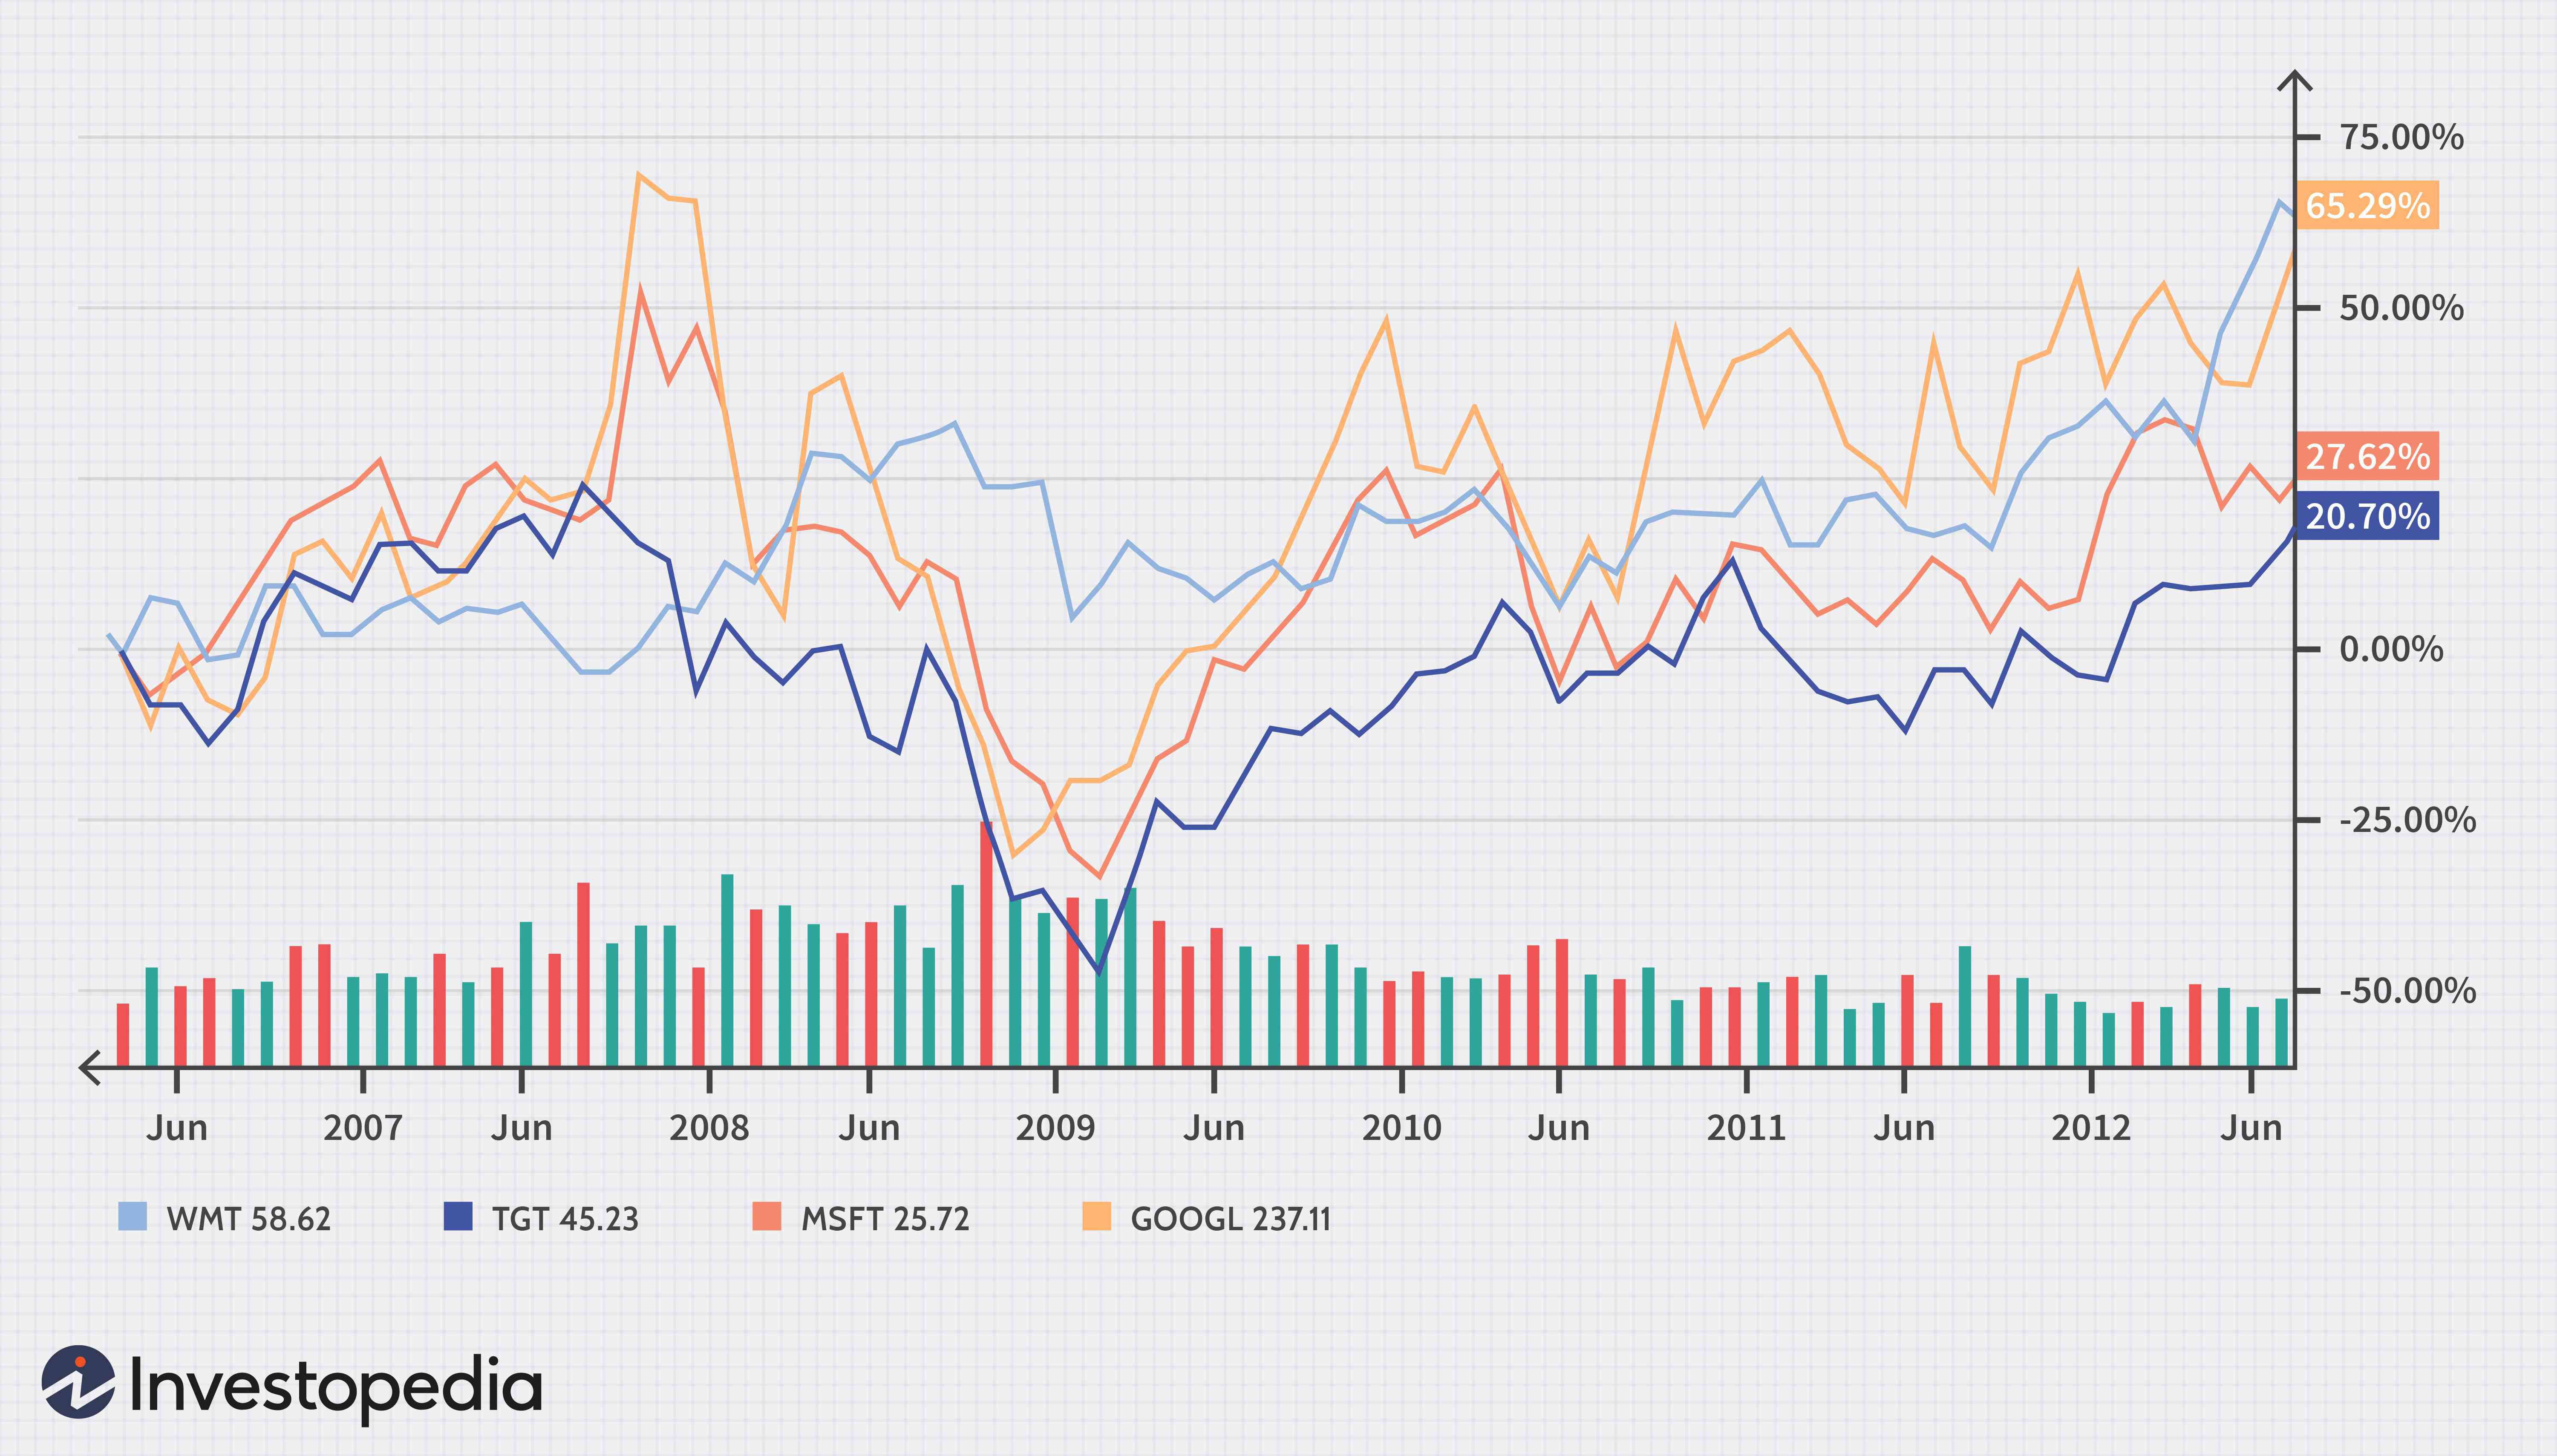 75.00%
65.29%
50.00%
27.62%
20.70%
0.00%
-25.00%
-50.00%
Jun 2007 Jun 2008 Jun 2009 Jun 2010 Jun 2011 Jun 2012 Jun
WMT 58.62 TGT 45.23 MSFT 25.72 GOOGL 237.11
Investopedia